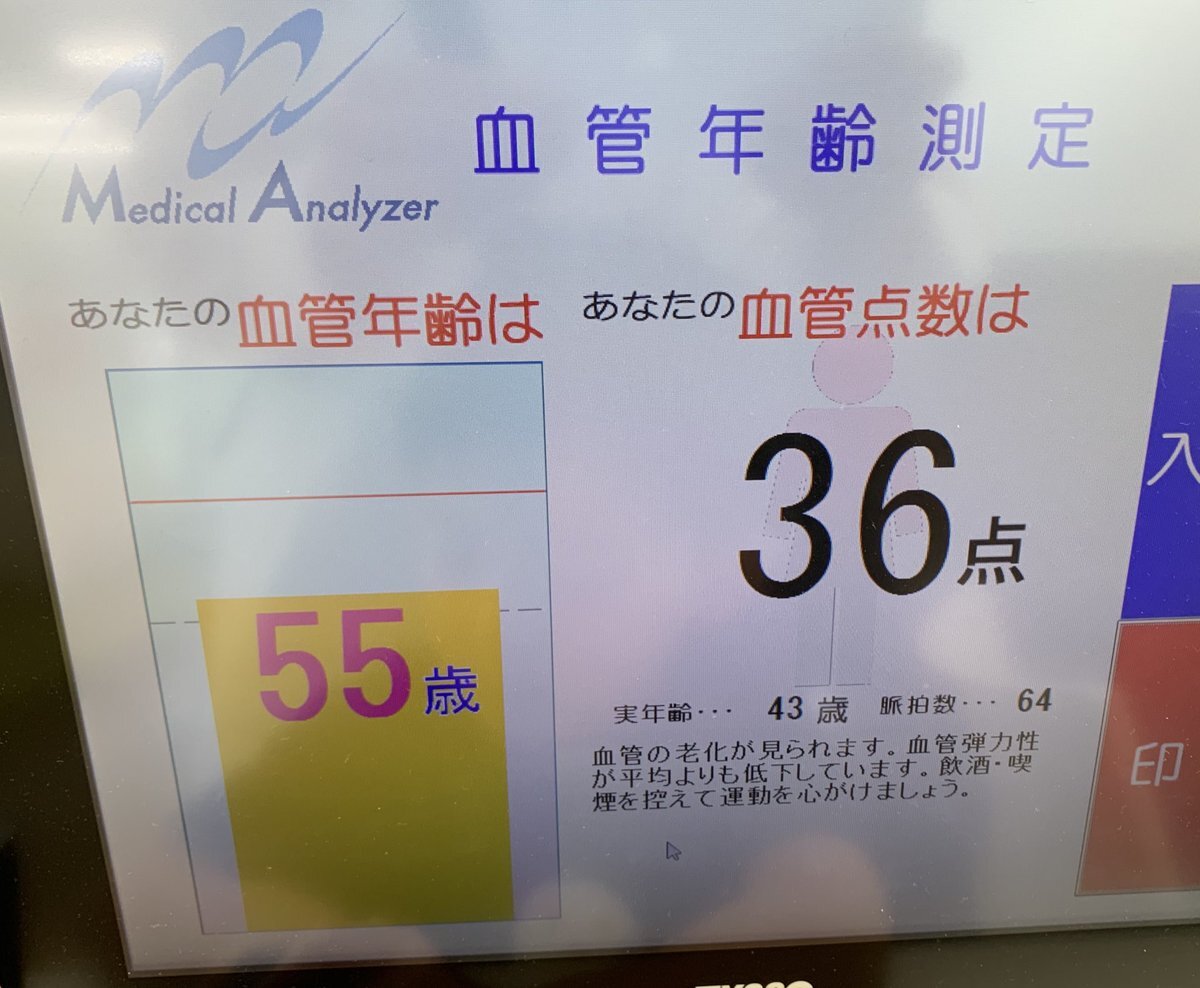 Medical Analyzer
血管年齢測定
あなたの血管年齢は
55歳
あなたの血管点数は
36点
実年齢・・・ 43歳 脈拍数・・・ 64
血管の老化が見られます。血管弾力性
が平均よりも低下しています。飲酒・喫
煙を控えて運動を心がけましょう。
入
印